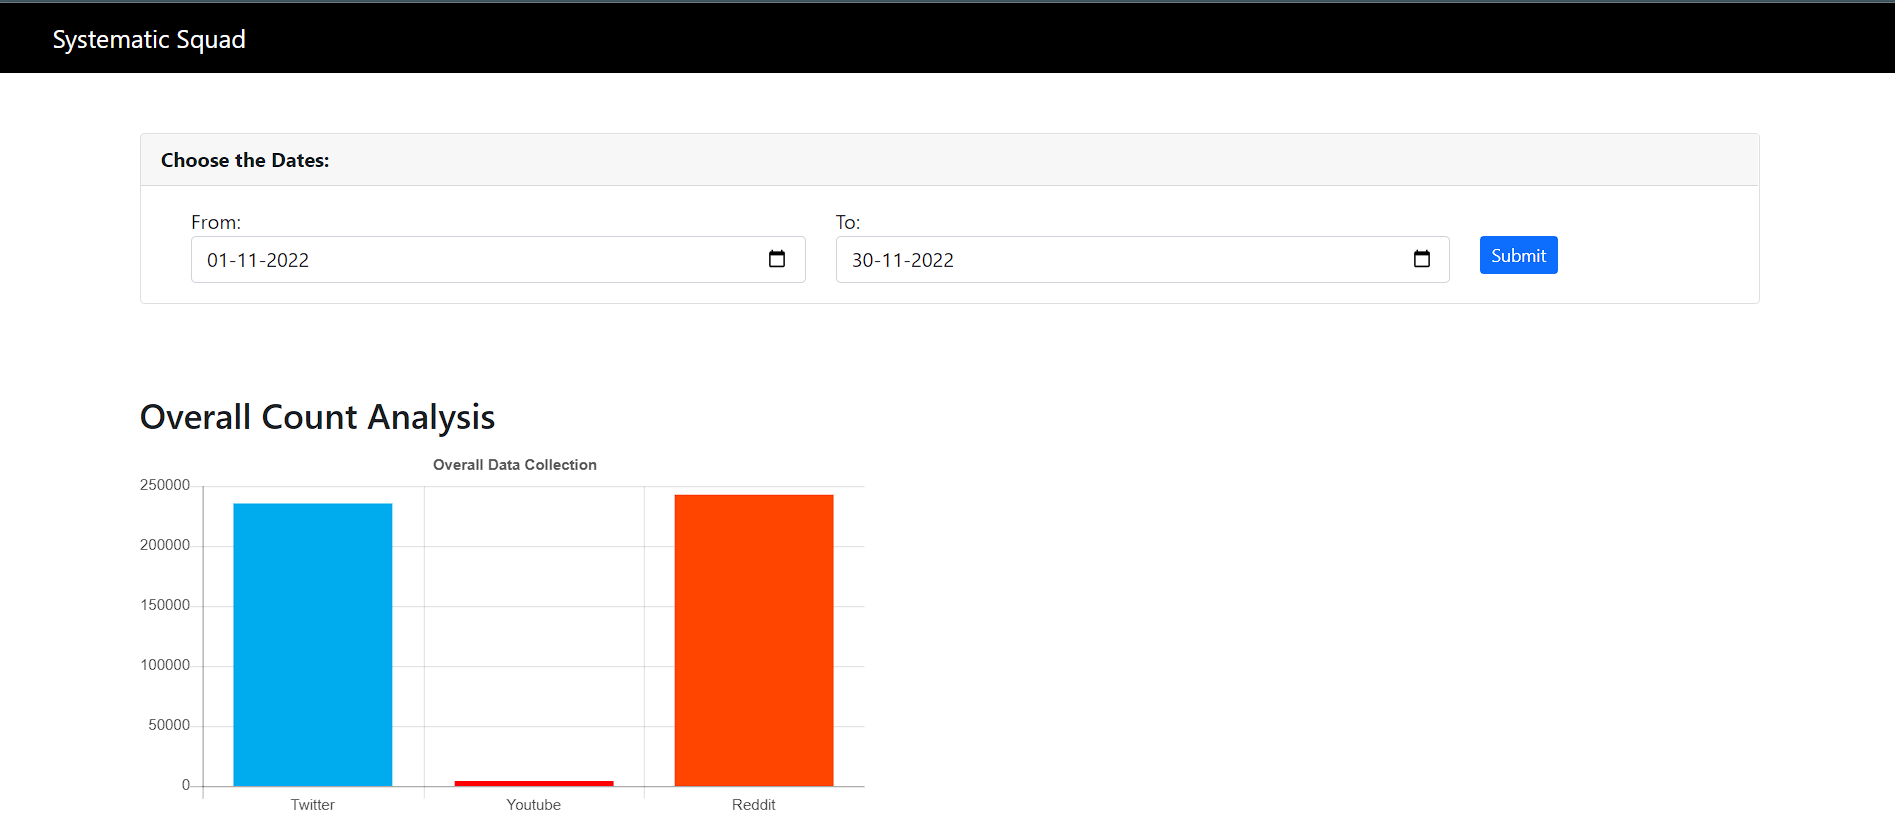 Systematic Squad
Choose the Dates:
From:
To:
01-11-2022
30-11-2022
Submit
Overall Count Analysis
Overall Data Collection
250000
200000
150000
100000
50000
0
Twitter
Youtube
Reddit